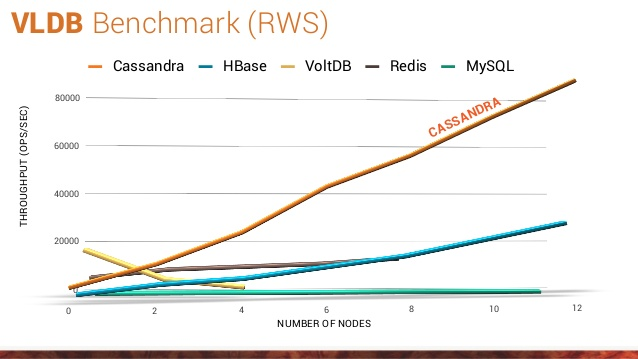 VLDB Benchmark (RWS)
Cassandra HBase VoltDB Redis MySQL
THROUGHPUT (OPS/SEC)
80000
60000
40000
20000
CASSANDRA
0 2 4 6 8 10 12
NUMBER OF NODES